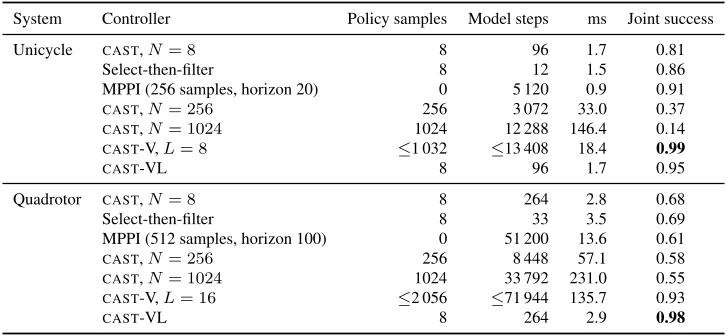 System Controller Policy samples Model steps ms Joint success
Unicycle CAST, N = 8 8 96 1.7 0.81
Select-then-filter 8 12 1.5 0.86
MPPI (256 samples, horizon 20) 0 5 120 0.9 0.91
CAST, N = 256 256 3 072 33.0 0.37
CAST, N = 1024 1024 12 288 146.4 0.14
CAST-V, L = 8 ≤1 032 ≤13 408 18.4 0.99
CAST-VL 8 96 1.7 0.95
Quadrotor CAST, N = 8 8 264 2.8 0.68
Select-then-filter 8 33 3.5 0.69
MPPI (512 samples, horizon 100) 0 51 200 13.6 0.61
CAST, N = 256 256 8 448 57.1 0.58
CAST, N = 1024 1024 33 792 231.0 0.55
CAST-V, L = 16 ≤2 056 ≤71 944 135.7 0.93
CAST-VL 8 264 2.9 0.98